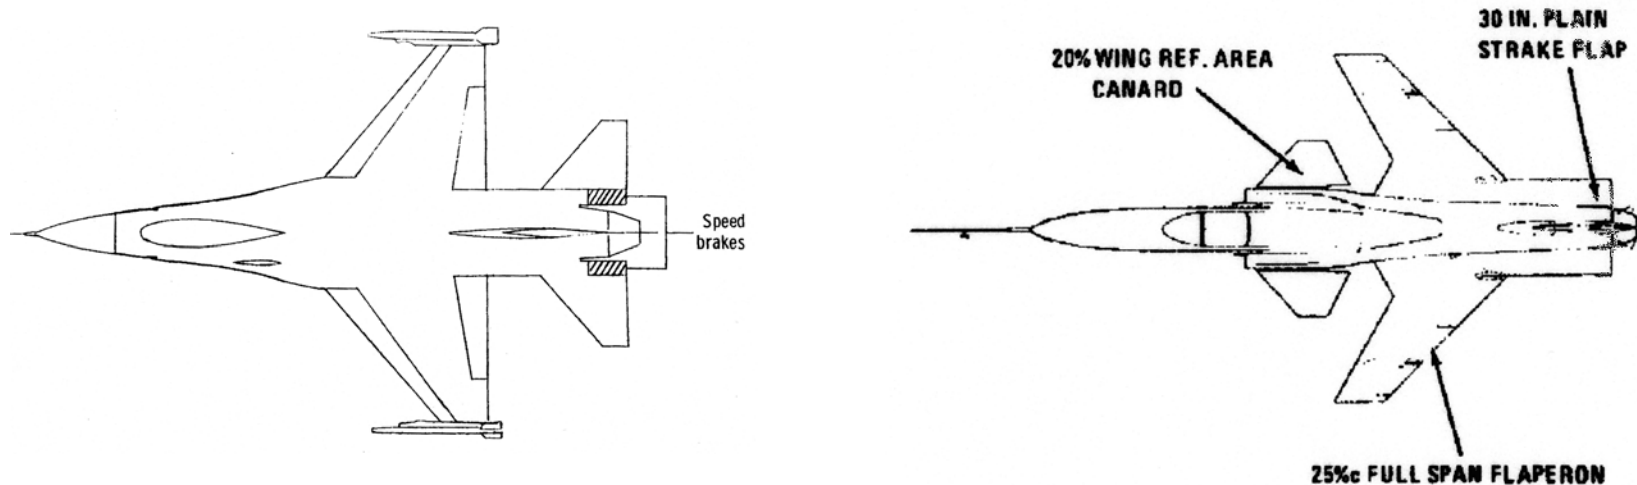 Speed
brakes
20% WING REF. AREA
CANARD
30 IN. PLAIN
STRAKE FLAP
25%c FULL SPAN FLAPERON